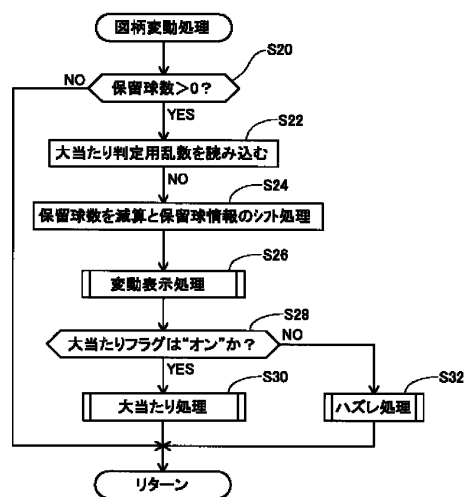 図柄変動処理
S20
NO
保留球数>0?
YES
S22
大当たり判定用乱数を読み込む
NO
S24
保留球数を減算と保留球情報のシフト処理
S26
変動表示処理
S28
大当たりフラグは“オン”か?
NO
YES
S30
S32
大当たり処理
ハズレ処理
リターン